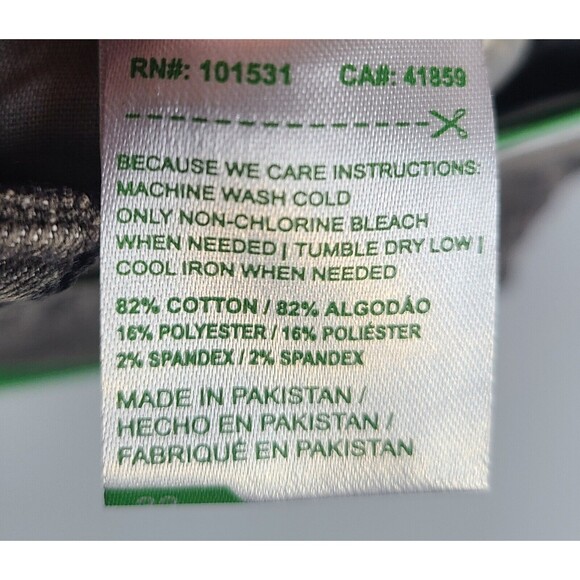 RN#: 101531 CA#: 41859
BECAUSE WE CARE INSTRUCTIONS:
MACHINE WASH COLD
ONLY NON-CHLORINE BLEACH
WHEN NEEDED | TUMBLE DRY LOW |
COOL IRON WHEN NEEDED
82% COTTON / 82% ALGODÁO
16% POLYESTER / 16% POLIÉSTER
2% SPANDEX / 2% SPANDEX
MADE IN PAKISTAN /
HECHO EN PAKISTAN /
FABRIQUÉ EN PAKISTAN